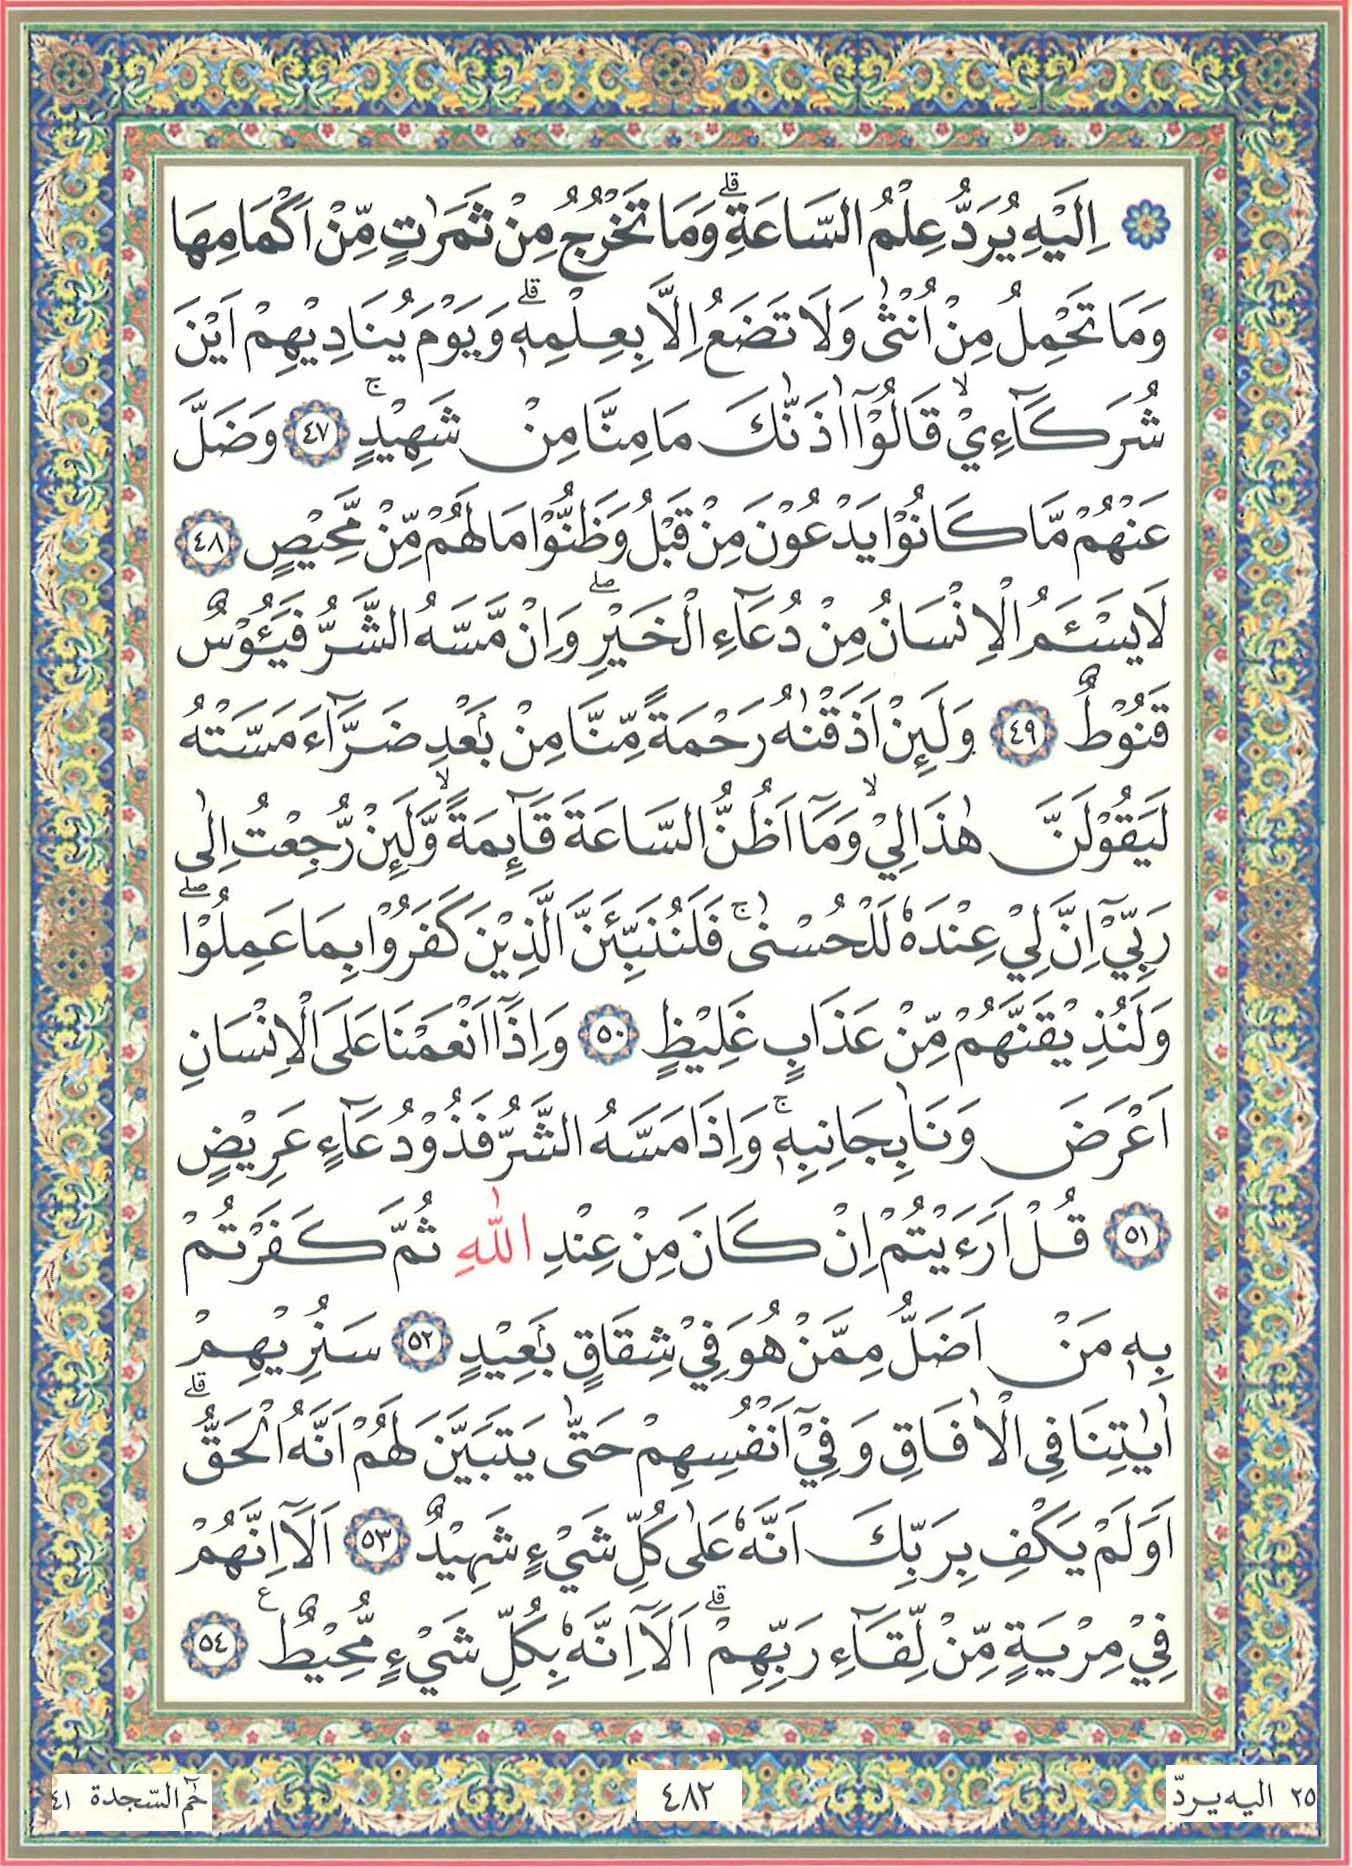 اِلَيْهِ يُرَدُّ عِلْمُ السَّاعَةِ ۗ وَمَا تَخْرُجُ مِنْ ثَمَرٰتٍ مِّنْ اَكْمَامِهَا
وَمَا تَحْمِلُ مِنْ اُنْثٰى وَلَا تَضَعُ اِلَّا بِعِلْمِهٖ ۗ وَيَوْمَ يُنَادِيْهِمْ اَيْنَ
شُرَكَآءِيْ ۙ قَالُوْٓا اٰذَنّٰكَ مَا مِنَّا مِنْ شَهِيْدٍ ۚ ٤٧ وَضَلَّ
عَنْهُمْ مَّا كَانُوْا يَدْعُوْنَ مِنْ قَبْلُ وَظَنُّوْا مَا لَهُمْ مِّنْ مَّحِيْصٍ ٤٨
لَا يَسْـَٔمُ الْاِنْسَانُ مِنْ دُعَآءِ الْخَيْرِ ۖ وَاِنْ مَّسَّهُ الشَّرُّ فَيَـُٔوْسٌ
قَنُوْطٌ ٤٩ وَلَىِٕنْ اَذَقْنٰهُ رَحْمَةً مِّنَّا مِنْۢ بَعْدِ ضَرَّآءَ مَسَّتْهُ
لَيَقُوْلَنَّ هٰذَا لِيْ ۙ وَمَآ اَظُنُّ السَّاعَةَ قَآىِٕمَةً ۙ وَّلَىِٕنْ رُّجِعْتُ اِلٰى
رَبِّيْٓ اِنَّ لِيْ عِنْدَهٗ لَلْحُسْنٰى ۚ فَلَنُنَبِّئَنَّ الَّذِيْنَ كَفَرُوْا بِمَا عَمِلُوْا ۖ
وَلَنُذِيْقَنَّهُمْ مِّنْ عَذَابٍ غَلِيْظٍ ٥٠ وَاِذَآ اَنْعَمْنَا عَلَى الْاِنْسَانِ
اَعْرَضَ وَنَاٰ بِجَانِبِهٖ ۚ وَاِذَا مَسَّهُ الشَّرُّ فَذُوْ دُعَآءٍ عَرِيْضٍ
٥١ قُلْ اَرَءَيْتُمْ اِنْ كَانَ مِنْ عِنْدِ اللّٰهِ ثُمَّ كَفَرْتُمْ
بِهٖ مَنْ اَضَلُّ مِمَّنْ هُوَ فِيْ شِقَاقٍۢ بَعِيْدٍ ٥٢ سَنُرِيْهِمْ
اٰيٰتِنَا فِى الْاٰفَاقِ وَفِيْٓ اَنْفُسِهِمْ حَتّٰى يَتَبَيَّنَ لَهُمْ اَنَّهُ الْحَقُّ ۗ
اَوَلَمْ يَكْفِ بِرَبِّكَ اَنَّهٗ عَلٰى كُلِّ شَيْءٍ شَهِيْدٌ ٥٣ اَلَآ اِنَّهُمْ
فِيْ مِرْيَةٍ مِّنْ لِّقَآءِ رَبِّهِمْ ۗ اَلَآ اِنَّهٗ بِكُلِّ شَيْءٍ مُّحِيْطٌ ع ٥٤
٢٥ اليه يردّ
٤٨٢
حٰمٓ السّجدة ٤١